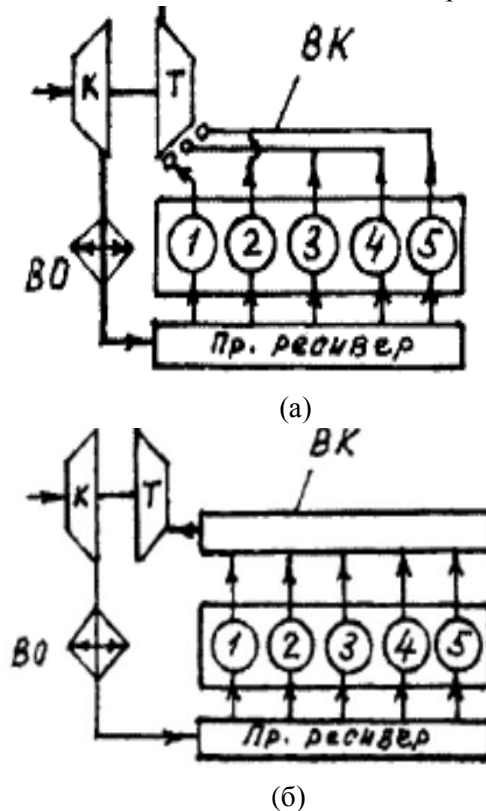 К Т ВК
1 2 3 4 5
ВО
Пр. ресивер
(а)
ВК
К Т
1 2 3 4 5
ВО
Пр. ресивер
(б)